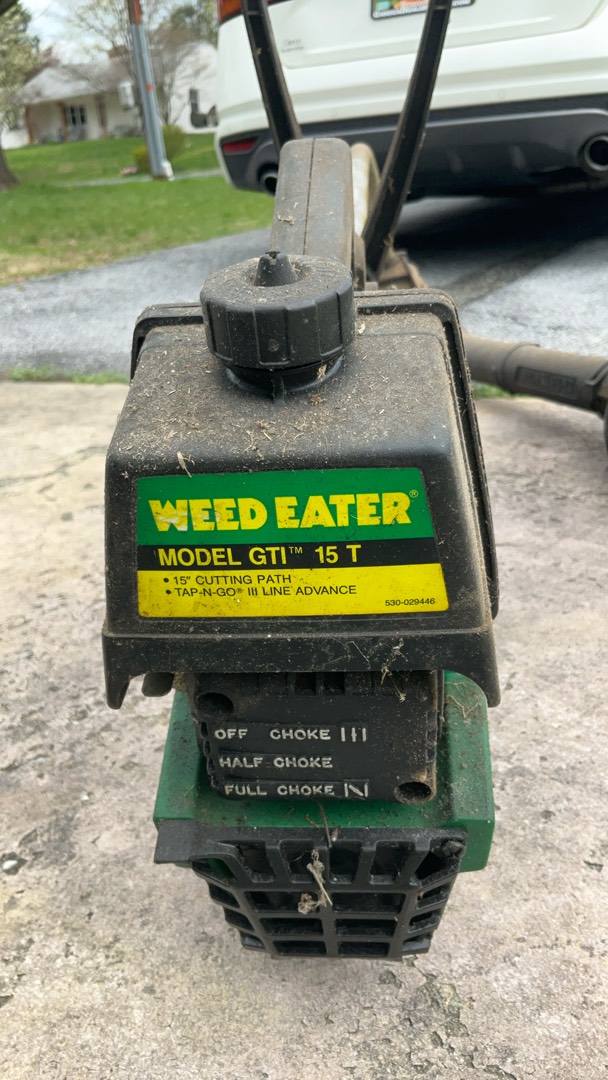 WEED EATER®
MODEL GTI™ 15 T
• 15" CUTTING PATH
• TAP-N-GO® III LINE ADVANCE
530-029446
OFF CHOKE
HALF CHOKE
FULL CHOKE